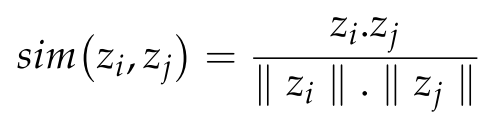 sim(z_i, z_j) = \frac{z_i . z_j}{\| z_i \| . \| z_j \|}